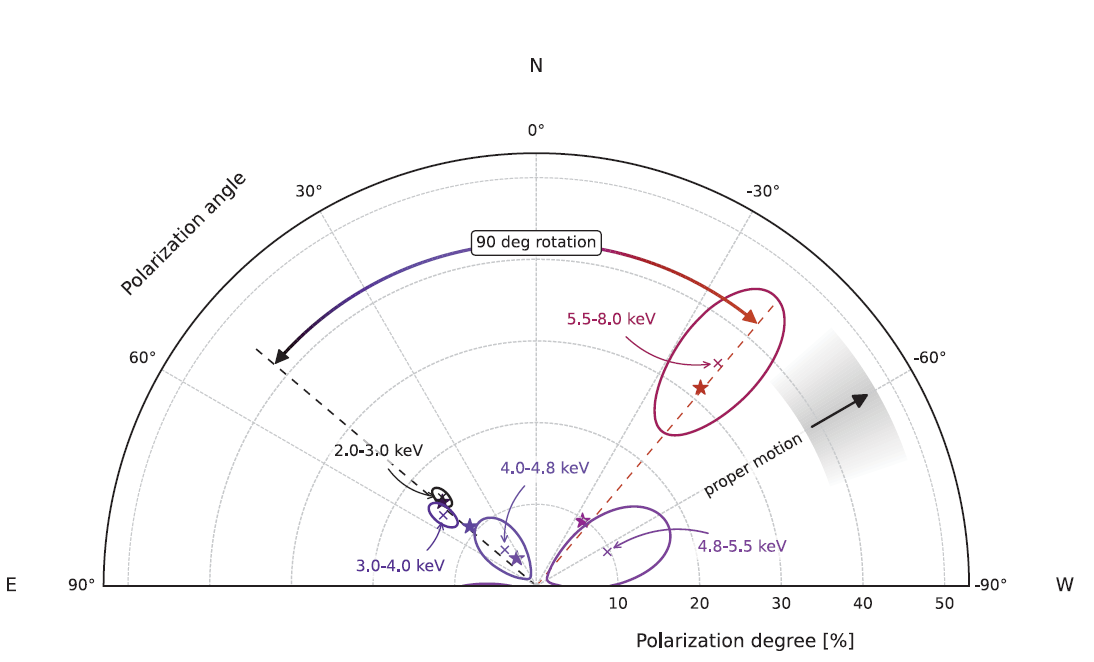 N
0°
Polarization angle
30°
-30°
90 deg rotation
5.5-8.0 keV
60°
-60°
2.0-3.0 keV
4.0-4.8 keV
proper motion
3.0-4.0 keV
4.8-5.5 keV
E
90°
-90°
W
10
20
30
40
50
Polarization degree [%]